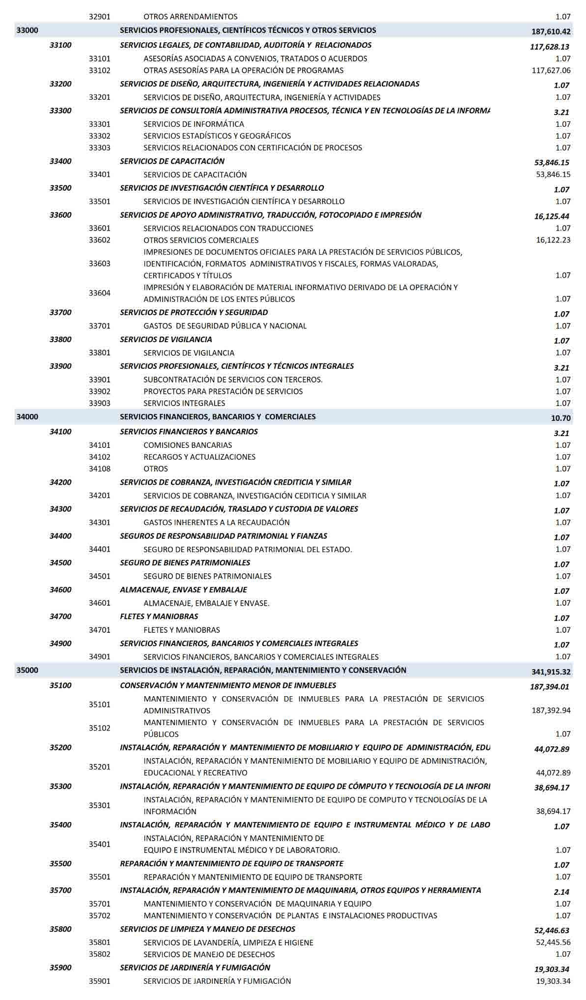 32901 OTROS ARRENDAMIENTOS 1.07
33000 SERVICIOS PROFESIONALES, CIENTÍFICOS TÉCNICOS Y OTROS SERVICIOS 187,610.42
33100 SERVICIOS LEGALES, DE CONTABILIDAD, AUDITORÍA Y RELACIONADOS 117,628.13
33101 ASESORÍAS ASOCIADAS A CONVENIOS, TRATADOS O ACUERDOS 1.07
33102 OTRAS ASESORÍAS PARA LA OPERACIÓN DE PROGRAMAS 117,627.06
33200 SERVICIOS DE DISEÑO, ARQUITECTURA, INGENIERÍA Y ACTIVIDADES RELACIONADAS 1.07
33201 SERVICIOS DE DISEÑO, ARQUITECTURA, INGENIERÍA Y ACTIVIDADES 1.07
33300 SERVICIOS DE CONSULTORÍA ADMINISTRATIVA PROCESOS, TÉCNICA Y EN TECNOLOGÍAS DE LA INFORMA 3.21
33301 SERVICIOS DE INFORMÁTICA 1.07
33302 SERVICIOS ESTADÍSTICOS Y GEOGRÁFICOS 1.07
33303 SERVICIOS RELACIONADOS CON CERTIFICACIÓN DE PROCESOS 1.07
33400 SERVICIOS DE CAPACITACIÓN 53,846.15
33401 SERVICIOS DE CAPACITACIÓN 53,846.15
33500 SERVICIOS DE INVESTIGACIÓN CIENTÍFICA Y DESARROLLO 1.07
33501 SERVICIOS DE INVESTIGACIÓN CIENTÍFICA Y DESARROLLO 1.07
33600 SERVICIOS DE APOYO ADMINISTRATIVO, TRADUCCIÓN, FOTOCOPIADO E IMPRESIÓN 16,125.44
33601 SERVICIOS RELACIONADOS CON TRADUCCIONES 1.07
33602 OTROS SERVICIOS COMERCIALES 16,122.23
IMPRESIONES DE DOCUMENTOS OFICIALES PARA LA PRESTACIÓN DE SERVICIOS PÚBLICOS,
33603 IDENTIFICACIÓN, FORMATOS ADMINISTRATIVOS Y FISCALES, FORMAS VALORADAS,
CERTIFICADOS Y TÍTULOS 1.07
33604 IMPRESIÓN Y ELABORACIÓN DE MATERIAL INFORMATIVO DERIVADO DE LA OPERACIÓN Y
ADMINISTRACIÓN DE LOS ENTES PÚBLICOS 1.07
33700 SERVICIOS DE PROTECCIÓN Y SEGURIDAD 1.07
33701 GASTOS DE SEGURIDAD PÚBLICA Y NACIONAL 1.07
33800 SERVICIOS DE VIGILANCIA 1.07
33801 SERVICIOS DE VIGILANCIA 1.07
33900 SERVICIOS PROFESIONALES, CIENTÍFICOS Y TÉCNICOS INTEGRALES 3.21
33901 SUBCONTRATACIÓN DE SERVICIOS CON TERCEROS. 1.07
33902 PROYECTOS PARA PRESTACIÓN DE SERVICIOS 1.07
33903 SERVICIOS INTEGRALES 1.07
34000 SERVICIOS FINANCIEROS, BANCARIOS Y COMERCIALES 10.70
34100 SERVICIOS FINANCIEROS Y BANCARIOS 3.21
34101 COMISIONES BANCARIAS 1.07
34102 RECARGOS Y ACTUALIZACIONES 1.07
34108 OTROS 1.07
34200 SERVICIOS DE COBRANZA, INVESTIGACIÓN CREDITICIA Y SIMILAR 1.07
34201 SERVICIOS DE COBRANZA, INVESTIGACIÓN CEDITICIA Y SIMILAR 1.07
34300 SERVICIOS DE RECAUDACIÓN, TRASLADO Y CUSTODIA DE VALORES 1.07
34301 GASTOS INHERENTES A LA RECAUDACIÓN 1.07
34400 SEGUROS DE RESPONSABILIDAD PATRIMONIAL Y FIANZAS 1.07
34401 SEGURO DE RESPONSABILIDAD PATRIMONIAL DEL ESTADO. 1.07
34500 SEGURO DE BIENES PATRIMONIALES 1.07
34501 SEGURO DE BIENES PATRIMONIALES 1.07
34600 ALMACENAJE, ENVASE Y EMBALAJE 1.07
34601 ALMACENAJE, EMBALAJE Y ENVASE. 1.07
34700 FLETES Y MANIOBRAS 1.07
34701 FLETES Y MANIOBRAS 1.07
34900 SERVICIOS FINANCIEROS, BANCARIOS Y COMERCIALES INTEGRALES 1.07
34901 SERVICIOS FINANCIEROS, BANCARIOS Y COMERCIALES INTEGRALES 1.07
35000 SERVICIOS DE INSTALACIÓN, REPARACIÓN, MANTENIMIENTO Y CONSERVACIÓN 341,915.32
35100 CONSERVACIÓN Y MANTENIMIENTO MENOR DE INMUEBLES 187,394.01
35101 MANTENIMIENTO Y CONSERVACIÓN DE INMUEBLES PARA LA PRESTACIÓN DE SERVICIOS
ADMINISTRATIVOS 187,392.94
35102 MANTENIMIENTO Y CONSERVACIÓN DE INMUEBLES PARA LA PRESTACIÓN DE SERVICIOS
PÚBLICOS 1.07
35200 INSTALACIÓN, REPARACIÓN Y MANTENIMIENTO DE MOBILIARIO Y EQUIPO DE ADMINISTRACIÓN, EDU 44,072.89
35201 INSTALACIÓN, REPARACIÓN Y MANTENIMIENTO DE MOBILIARIO Y EQUIPO DE ADMINISTRACIÓN,
EDUCACIONAL Y RECREATIVO 44,072.89
35300 INSTALACIÓN, REPARACIÓN Y MANTENIMIENTO DE EQUIPO DE CÓMPUTO Y TECNOLOGÍA DE LA INFORI 38,694.17
35301 INSTALACIÓN, REPARACIÓN Y MANTENIMIENTO DE EQUIPO DE COMPUTO Y TECNOLOGÍAS DE LA
INFORMACIÓN 38,694.17
35400 INSTALACIÓN, REPARACIÓN Y MANTENIMIENTO DE EQUIPO E INSTRUMENTAL MÉDICO Y DE LABO 1.07
35401 INSTALACIÓN, REPARACIÓN Y MANTENIMIENTO DE
EQUIPO E INSTRUMENTAL MÉDICO Y DE LABORATORIO. 1.07
35500 REPARACIÓN Y MANTENIMIENTO DE EQUIPO DE TRANSPORTE 1.07
35501 REPARACIÓN Y MANTENIMIENTO DE EQUIPO DE TRANSPORTE 1.07
35700 INSTALACIÓN, REPARACIÓN Y MANTENIMIENTO DE MAQUINARIA, OTROS EQUIPOS Y HERRAMIENTA 2.14
35701 MANTENIMIENTO Y CONSERVACIÓN DE MAQUINARIA Y EQUIPO 1.07
35702 MANTENIMIENTO Y CONSERVACIÓN DE PLANTAS E INSTALACIONES PRODUCTIVAS 1.07
35800 SERVICIOS DE LIMPIEZA Y MANEJO DE DESECHOS 52,446.63
35801 SERVICIOS DE LAVANDERÍA, LIMPIEZA E HIGIENE 52,445.56
35802 SERVICIOS DE MANEJO DE DESECHOS 1.07
35900 SERVICIOS DE JARDINERÍA Y FUMIGACIÓN 19,303.34
35901 SERVICIOS DE JARDINERÍA Y FUMIGACIÓN 19,303.34